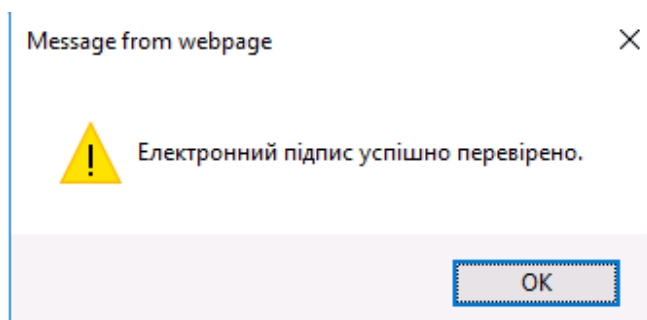 Message from webpage
Електронний підпис успішно перевірено.
OK